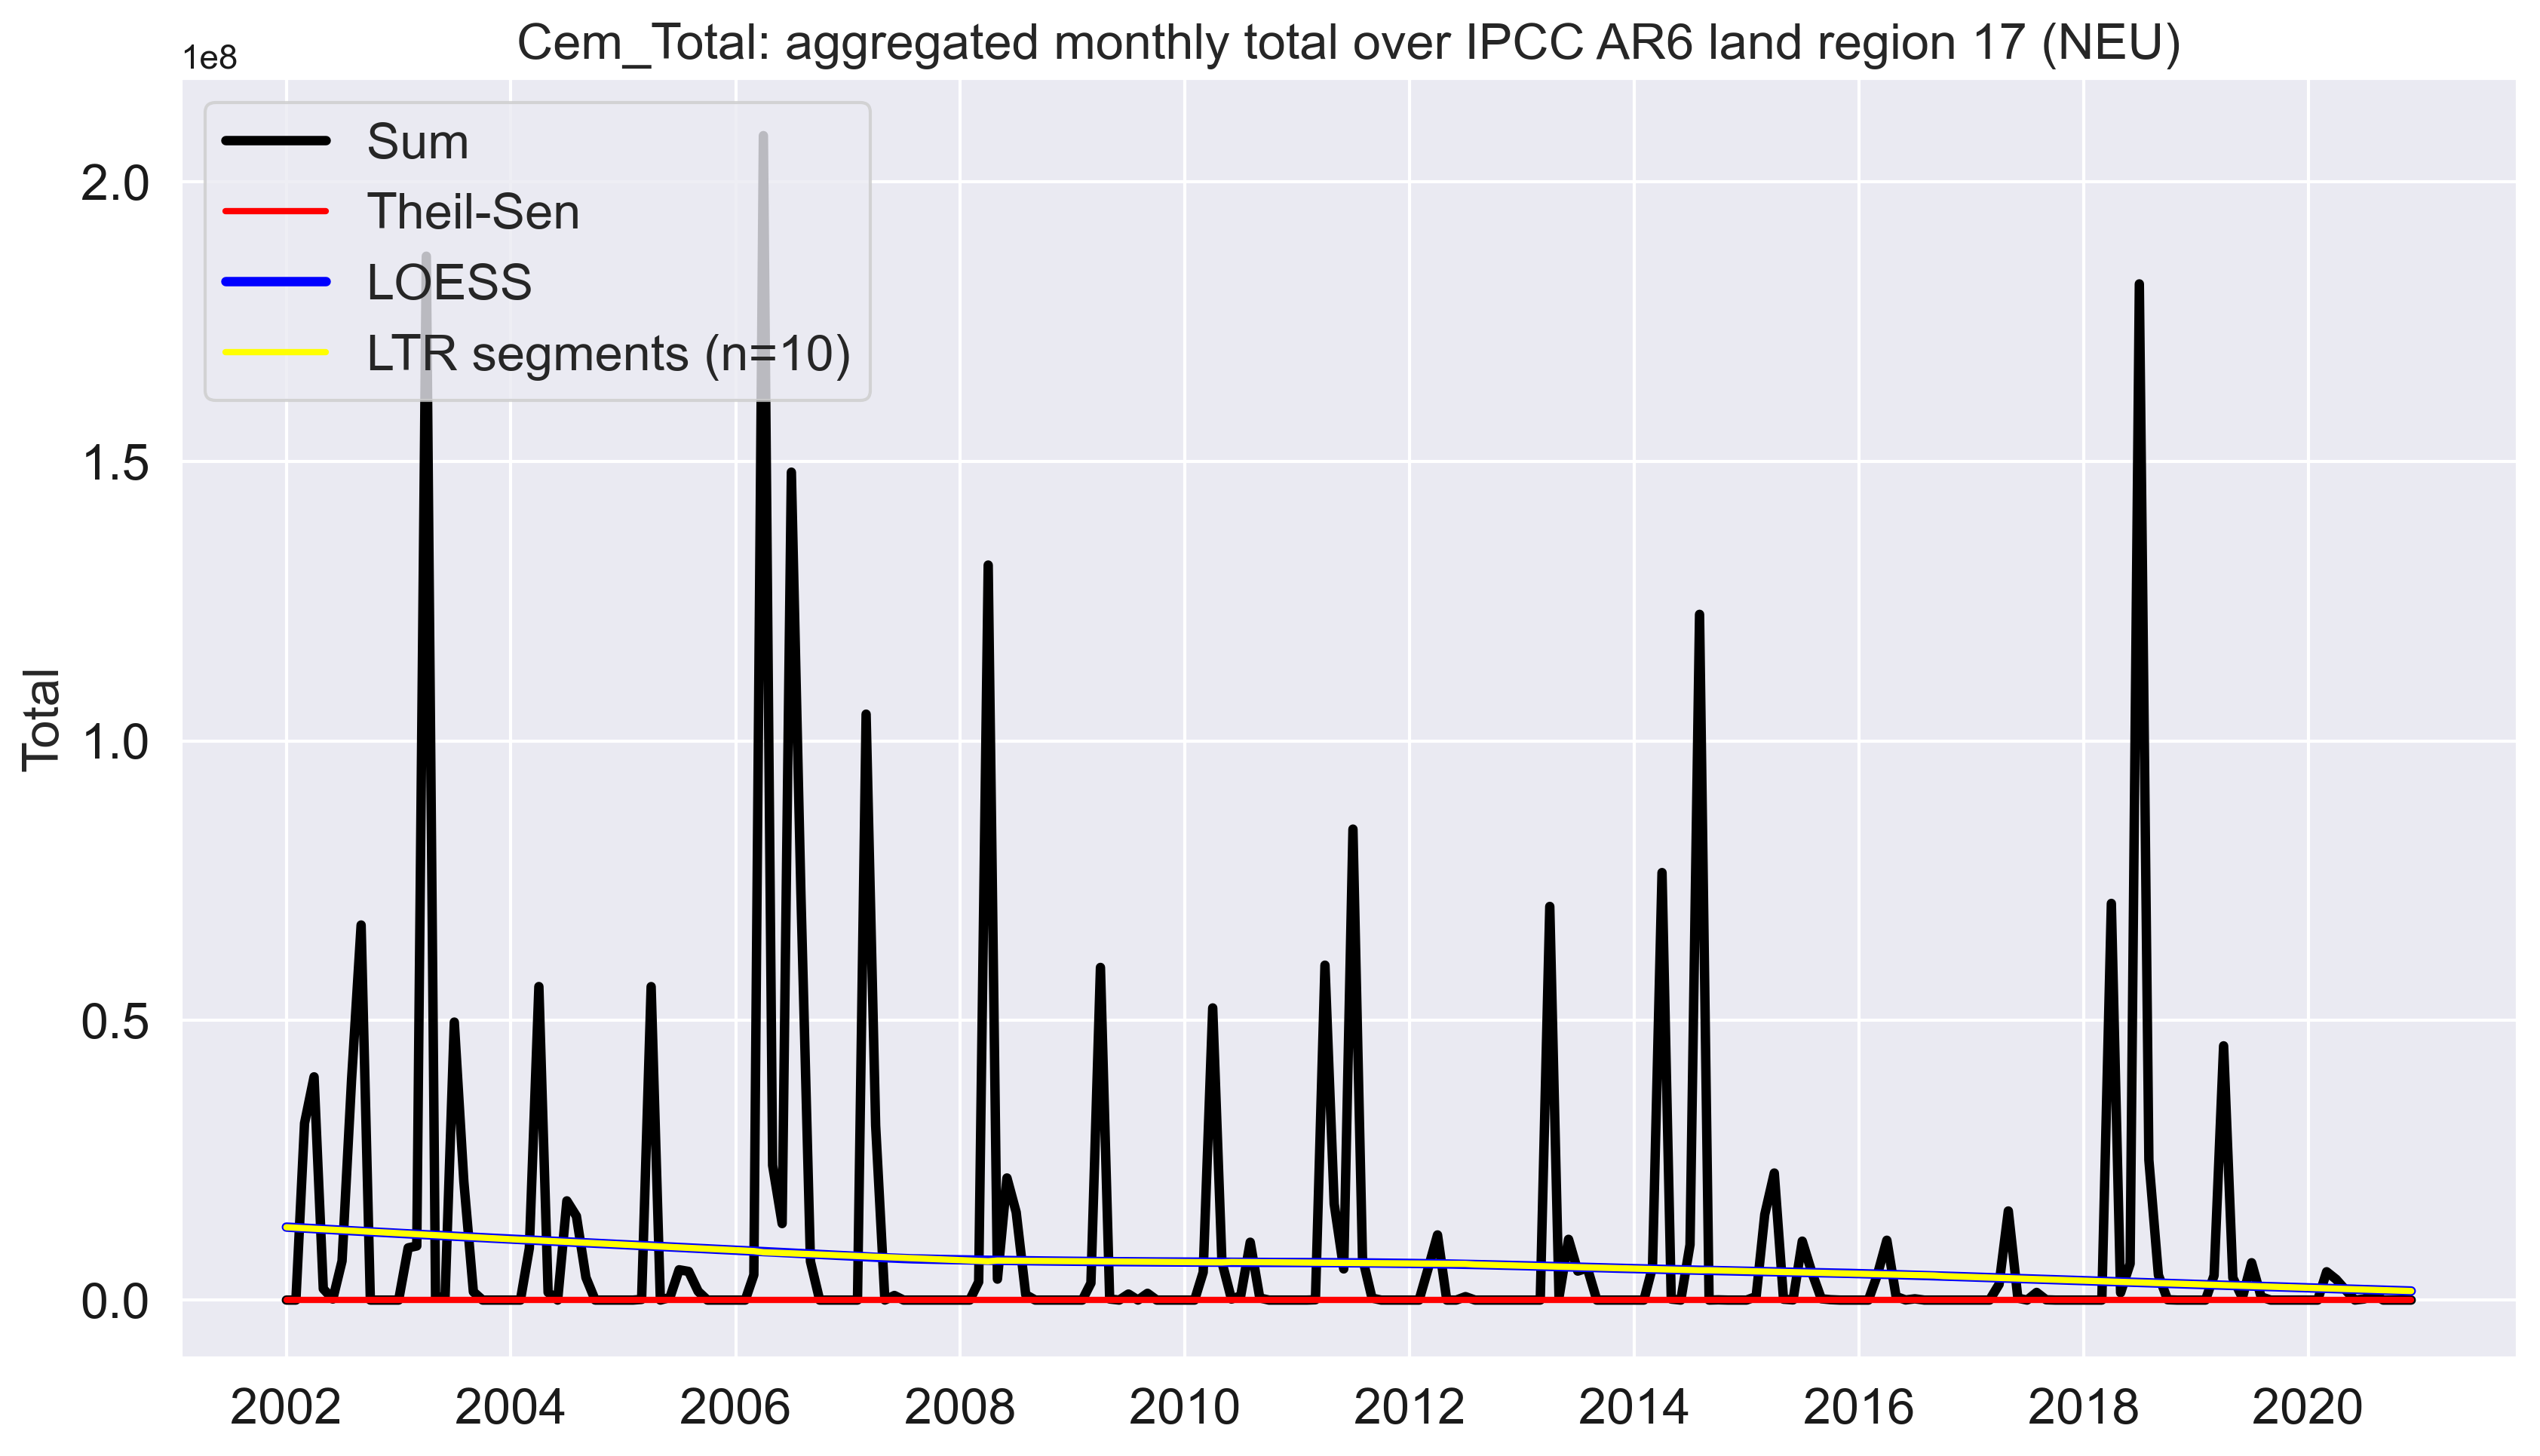 Cem_Total: aggregated monthly total over IPCC AR6 land region 17 (NEU)
1e8
Sum
Theil-Sen
LOESS
LTR segments (n=10)
2.0
1.5
1.0
0.5
0.0
Total
2002 2004 2006 2008 2010 2012 2014 2016 2018 2020